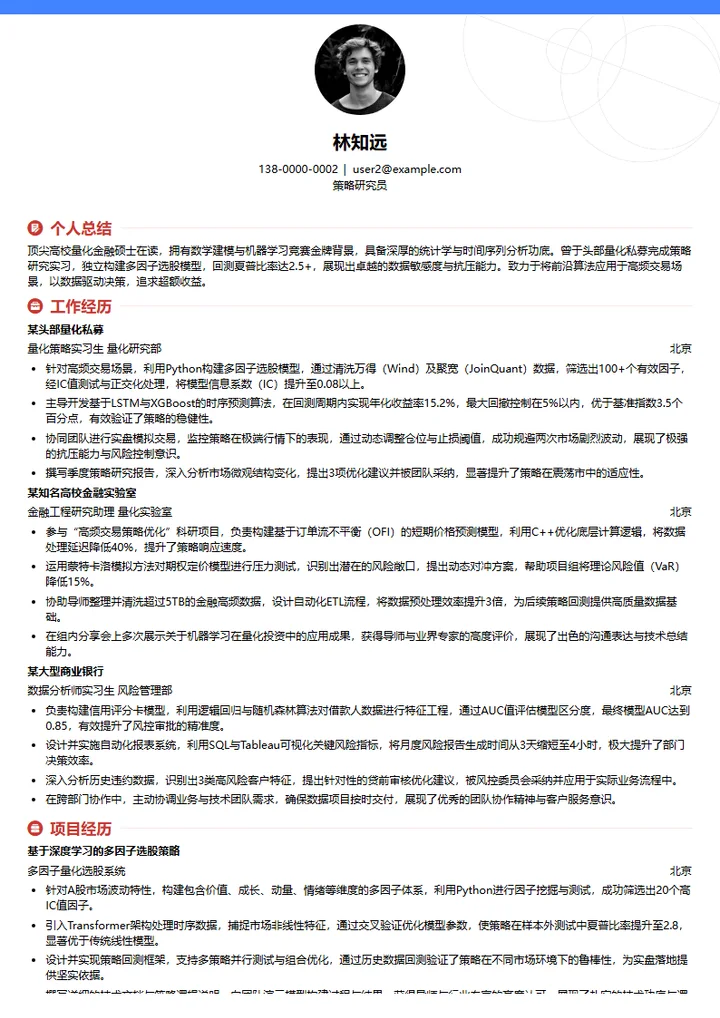 林知远
138-0000-0002 | user2@example.com
策略研究员
个人总结
顶尖高校量化金融硕士在读，拥有数学建模与机器学习竞赛金牌背景，具备深厚的统计学与时间序列分析功底。曾于头部量化私募完成策略
研究实习，独立构建多因子选股模型，回测夏普比率达2.5+，展现出卓越的数据敏感度与抗压能力。致力于将前沿算法应用于高频交易场
景，以数据驱动决策，追求超额收益。
工作经历
某头部量化私募
量化策略实习生 量化研究部 北京
• 针对高频交易场景，利用Python构建多因子选股模型，通过清洗万得（Wind）及聚宽（JoinQuant）数据，筛选出100+个有效因子，
经IC值测试与正交化处理，将模型信息系数（IC）提升至0.08以上。
• 主导开发基于LSTM与XGBoost的时序预测算法，在回测周期内实现年化收益率15.2%，最大回撤控制在5%以内，优于基准指数3.5个
百分点，有效验证了策略的稳健性。
• 协同团队进行实盘模拟交易，监控策略在极端行情下的表现，通过动态调整仓位与止损阈值，成功规避两次市场剧烈波动，展现了极强
的抗压能力与风险控制意识。
• 撰写季度策略研究报告，深入分析市场微观结构变化，提出3项优化建议并被团队采纳，显著提升了策略在震荡市中的适应性。
某知名高校金融实验室
金融工程研究助理 量化实验室 北京
• 参与“高频交易策略优化”科研项目，负责构建基于订单流不平衡（OFI）的短期价格预测模型，利用C++优化底层计算逻辑，将数据
处理延迟降低40%，提升了策略响应速度。
• 运用蒙特卡洛模拟方法对期权定价模型进行压力测试，识别出潜在的风险敞口，提出动态对冲方案，帮助项目组将理论风险值（VaR）
降低15%。
• 协助导师整理并清洗超过5TB的金融高频数据，设计自动化ETL流程，将数据预处理效率提升3倍，为后续策略回测提供高质量数据基
础。
• 在组内分享会上多次展示关于机器学习在量化投资中的应用成果，获得导师与业界专家的高度评价，展现了出色的沟通表达与技术总结
能力。
某大型商业银行
数据分析师实习生 风险管理部 北京
• 负责构建信用评分卡模型，利用逻辑回归与随机森林算法对借款人数据进行特征工程，通过AUC值评估模型区分度，最终模型AUC达到
0.85，有效提升了风控审批的精准度。
• 设计并实施自动化报表系统，利用SQL与Tableau可视化关键风险指标，将月度风险报告生成时间从3天缩短至4小时，极大提升了部门
决策效率。
• 深入分析历史违约数据，识别出3类高风险客户特征，提出针对性的贷前审核优化建议，被风控委员会采纳并应用于实际业务流程中。
• 在跨部门协作中，主动协调业务与技术团队需求，确保数据项目按时交付，展现了优秀的团队协作精神与客户服务意识。
项目经历
基于深度学习的多因子选股策略
多因子量化选股系统 北京
• 针对A股市场波动特性，构建包含价值、成长、动量、情绪等维度的多因子体系，利用Python进行因子挖掘与测试，成功筛选出20个高
IC值因子。
• 引入Transformer架构处理时序数据，捕捉市场非线性特征，通过交叉验证优化模型参数，使策略在样本外测试中夏普比率提升至2.8，
显著优于传统线性模型。
• 设计并实现策略回测框架，支持多策略并行测试与组合优化，通过历史数据回测验证了策略在不同市场环境下的鲁棒性，为实盘落地提
供坚实依据。